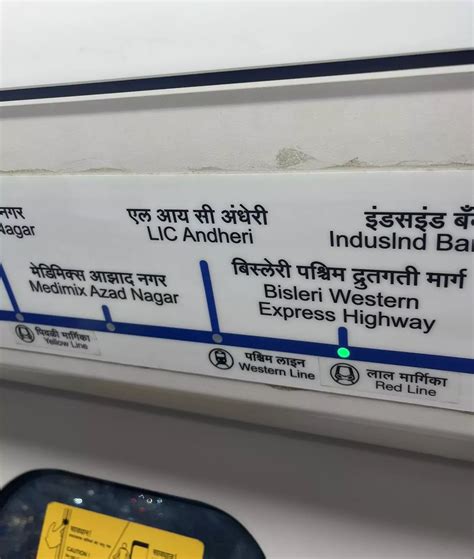 नगर
Nagar
मेडिमिक्स आझाद नगर
Medimix Azad Nagar
एल आय सी अंधेरी
LIC Andheri
बिस्लेरी पश्चिम द्रुतगती मार्ग
Bisleri Western
Express Highway
इंडसइंड
IndusInd
पिवळी मार्गिका
Yellow Line
पश्चिम लाइन
Western Line
लाल मार्गिका
Red Line